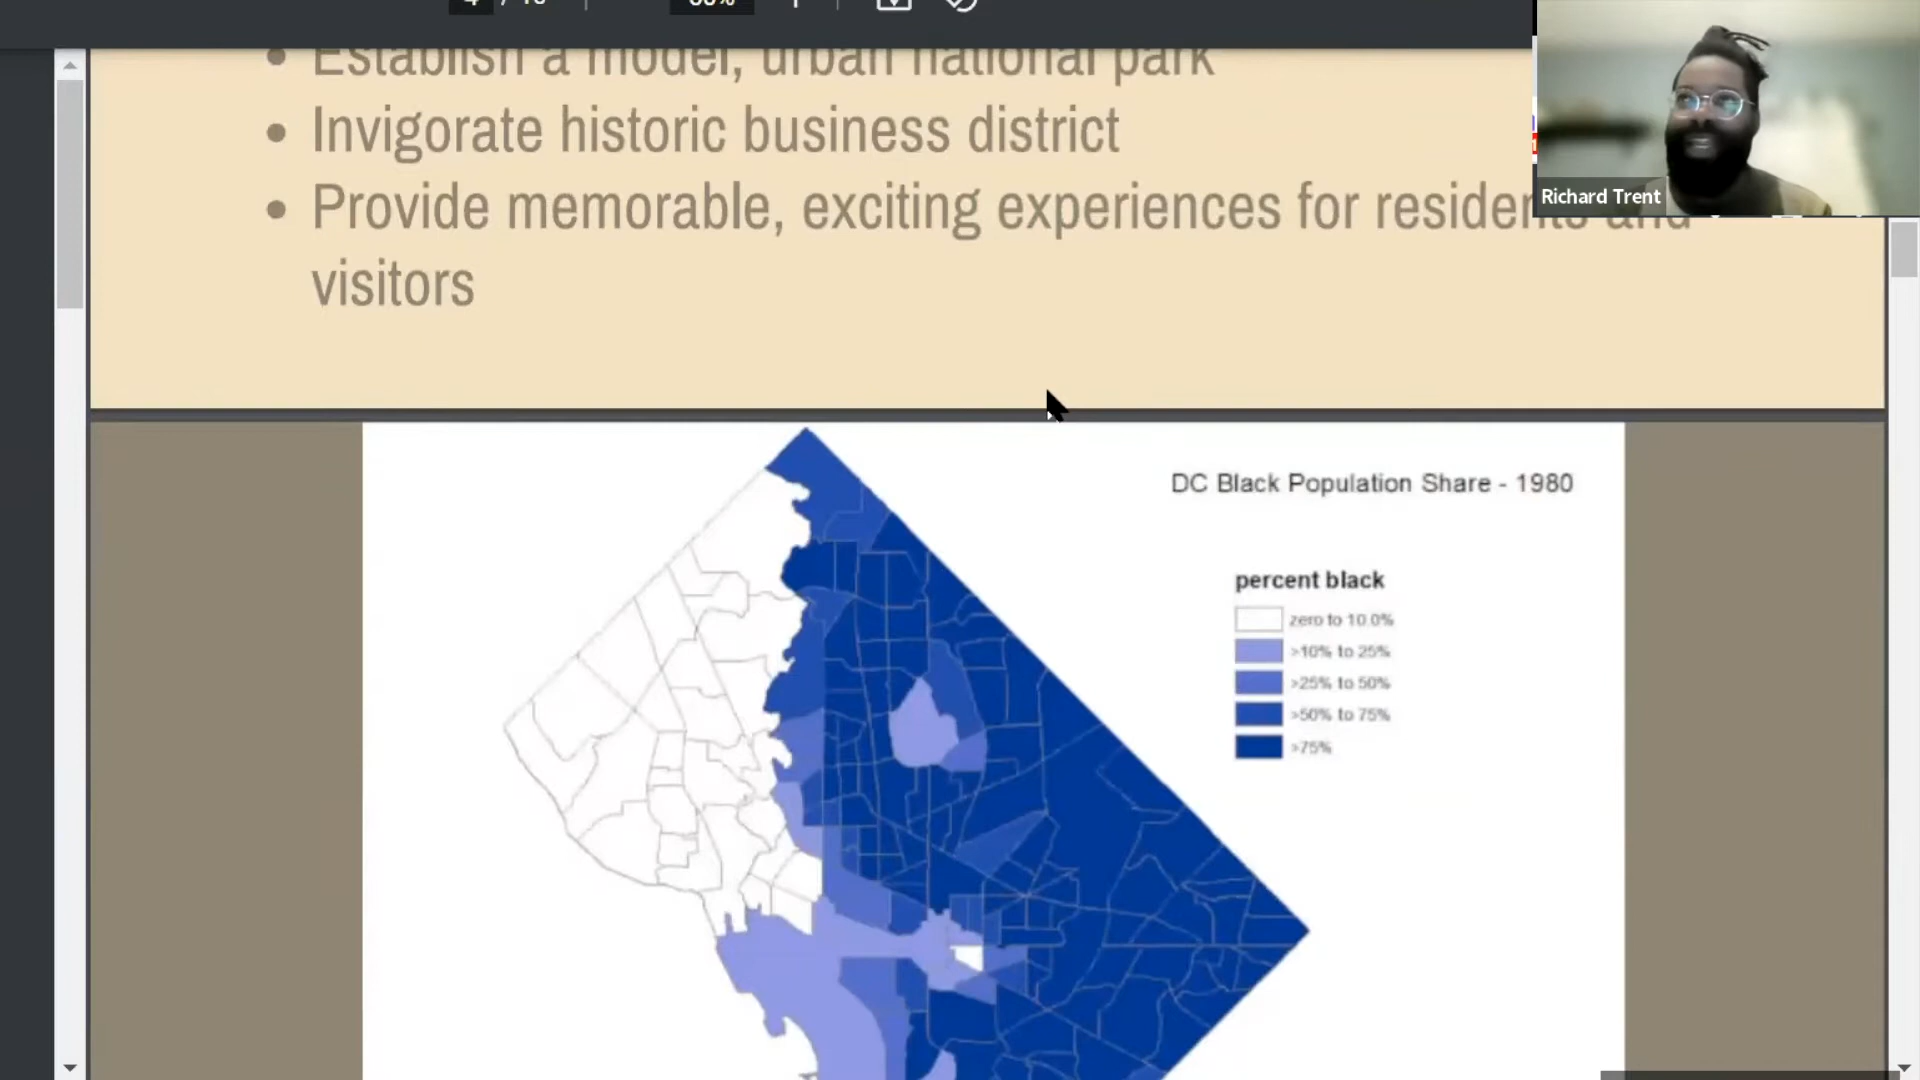 Establish a model, urban national park
Richard Trent
• Invigorate historic business district
• Provide memorable, exciting experiences for residents and
visitors
DC Black Population Share - 1980
percent black
zero to 10.0%
>10% to 25%
>25% to 50%
>50% to 75%
>75%